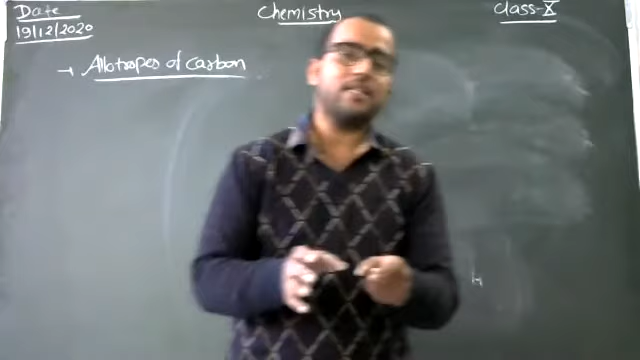 Date
19/12/2020
Chemistry
Class-X
→ Allotropes of carbon